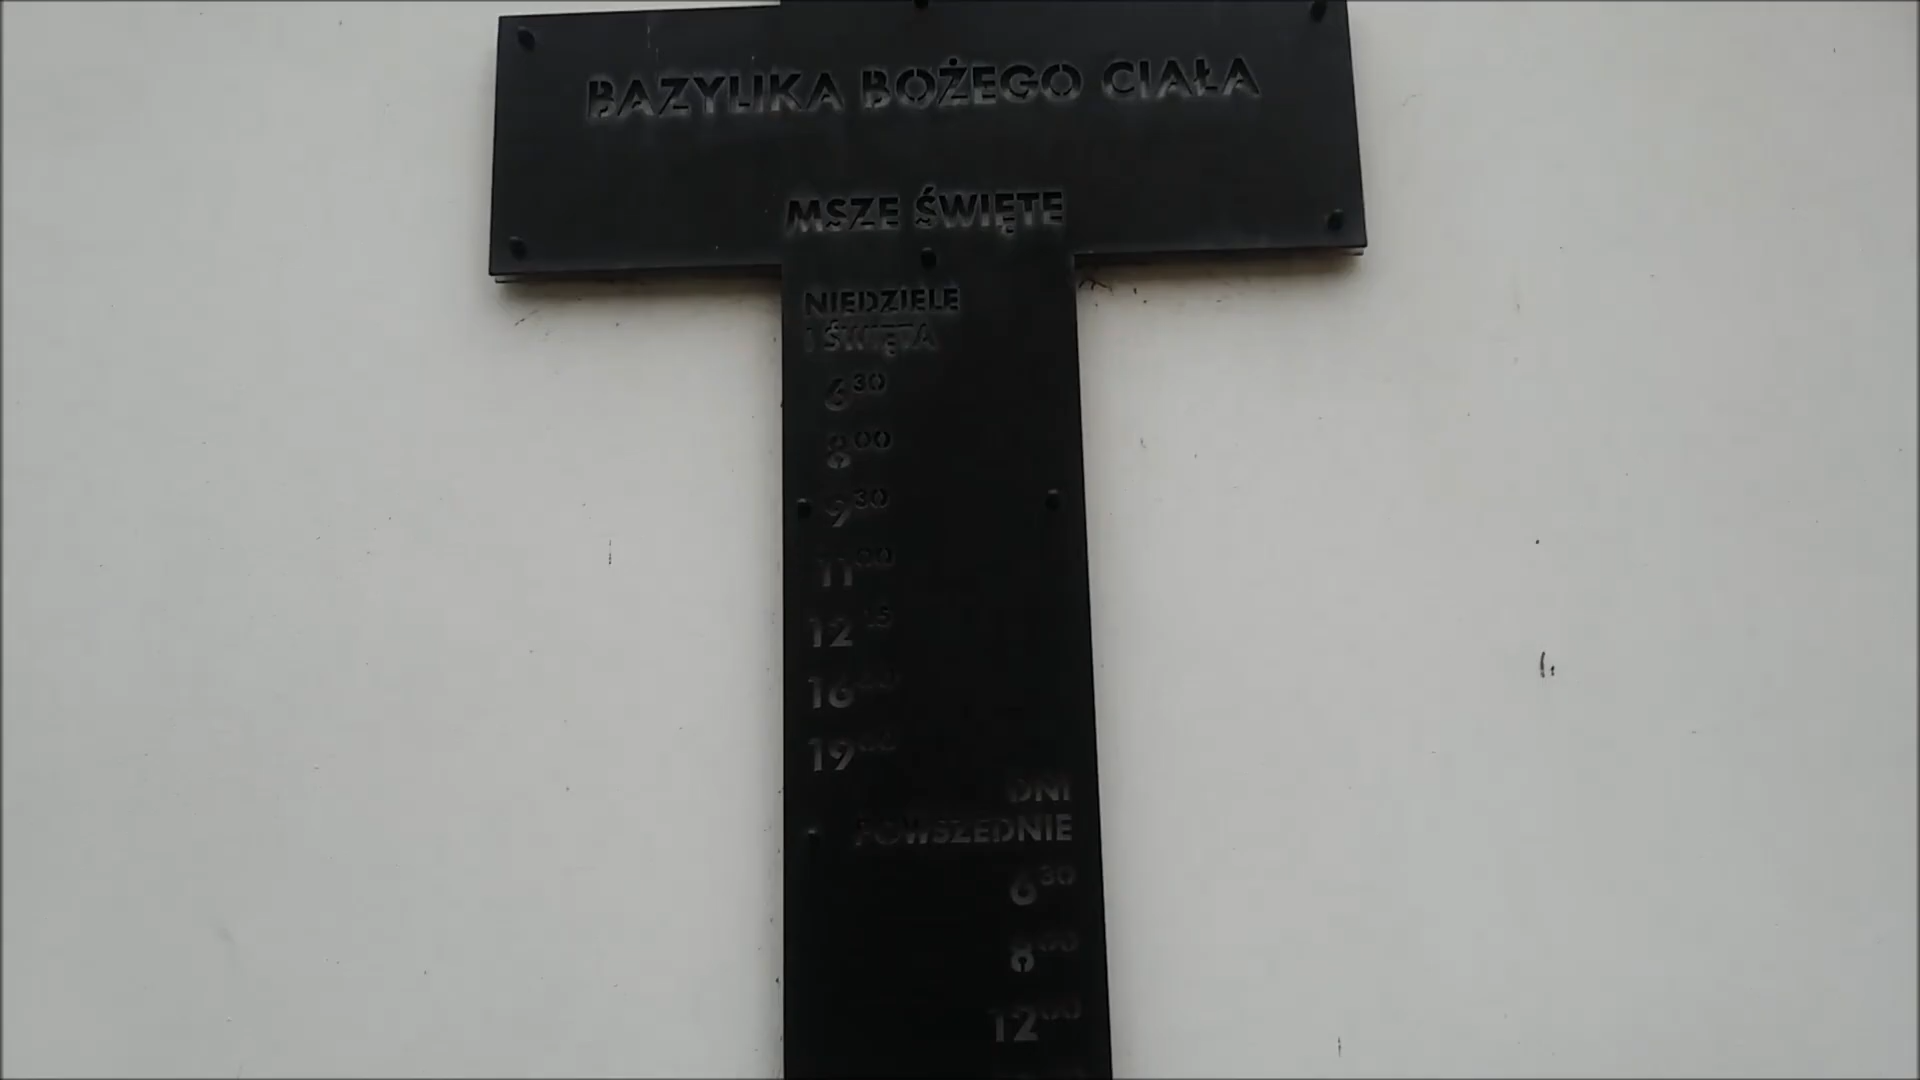 BAZYLIKA BOŻEGO CIAŁA
MSZE ŚWIĘTE
NIEDZIELE
I ŚWIĘTA
6³⁰
8⁰⁰
9³⁰
11⁰⁰
12¹⁵
16⁰⁰
19⁰⁰
DNI
POWSZEDNIE
6³⁰
8⁰⁰
12⁰⁰